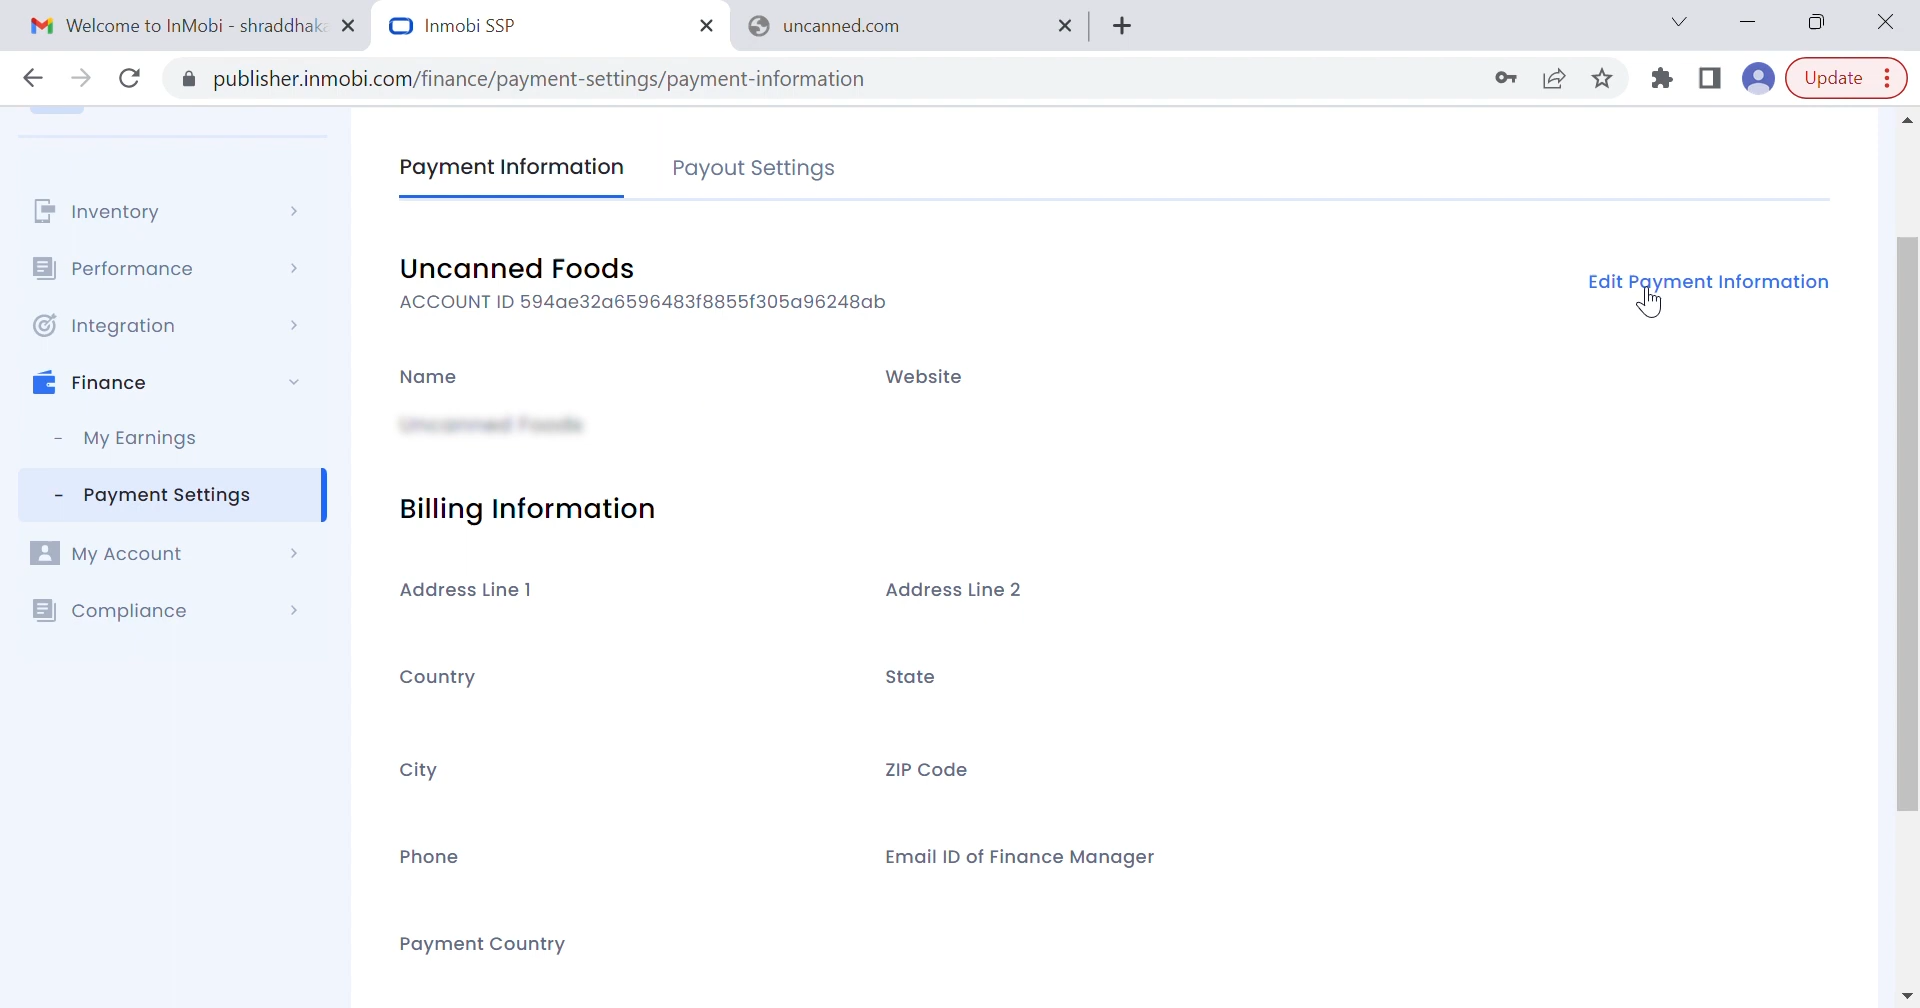 Welcome to InMobi - shraddhaka
Inmobi SSP
uncanned.com
publisher.inmobi.com/finance/payment-settings/payment-information
Update
Payment Information
Payout Settings
Inventory
Performance
Integration
Finance
- My Earnings
- Payment Settings
My Account
Compliance
Uncanned Foods
ACCOUNT ID 594ae32a6596483f8855f305a96248ab
Edit Payment Information
Name
Website
Uncanned Foods
Billing Information
Address Line 1
Address Line 2
Country
State
City
ZIP Code
Phone
Email ID of Finance Manager
Payment Country